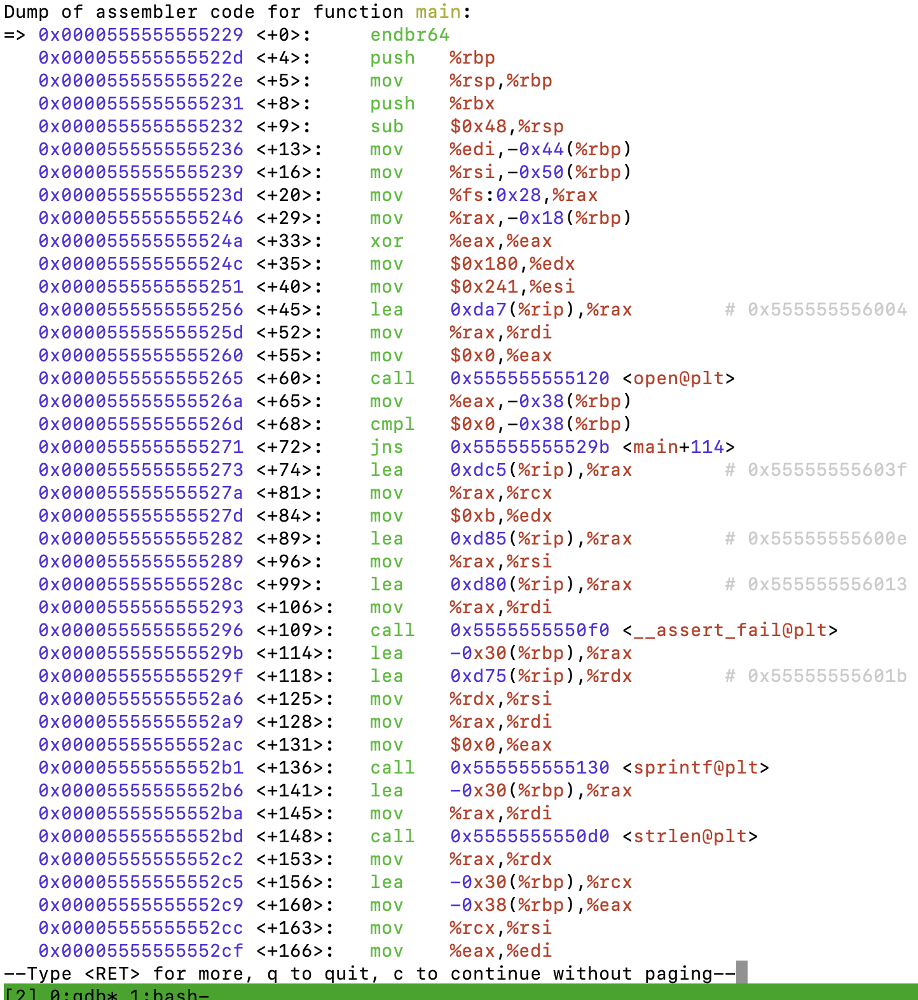 Dump of assembler code for function main:
=> 0x0000555555555229 <+0>:     endbr64
   0x000055555555522d <+4>:     push   %rbp
   0x000055555555522e <+5>:     mov    %rsp,%rbp
   0x0000555555555231 <+8>:     push   %rbx
   0x0000555555555232 <+9>:     sub    $0x48,%rsp
   0x0000555555555236 <+13>:    mov    %edi,-0x44(%rbp)
   0x0000555555555239 <+16>:    mov    %rsi,-0x50(%rbp)
   0x000055555555523d <+20>:    mov    %fs:0x28,%rax
   0x0000555555555246 <+29>:    mov    %rax,-0x18(%rbp)
   0x000055555555524a <+33>:    xor    %eax,%eax
   0x000055555555524c <+35>:    mov    $0x180,%edx
   0x0000555555555251 <+40>:    mov    $0x241,%esi
   0x0000555555555256 <+45>:    lea    0xda7(%rip),%rax        # 0x555555556004
   0x000055555555525d <+52>:    mov    %rax,%rdi
   0x0000555555555260 <+55>:    mov    $0x0,%eax
   0x0000555555555265 <+60>:    call   0x555555555120 <open@plt>
   0x000055555555526a <+65>:    mov    %eax,-0x38(%rbp)
   0x000055555555526d <+68>:    cmpl   $0x0,-0x38(%rbp)
   0x0000555555555271 <+72>:    jns    0x55555555529b <main+114>
   0x0000555555555273 <+74>:    lea    0xdc5(%rip),%rax        # 0x55555555603f
   0x000055555555527a <+81>:    mov    %rax,%rcx
   0x000055555555527d <+84>:    mov    $0xb,%edx
   0x0000555555555282 <+89>:    lea    0xd85(%rip),%rax        # 0x55555555600e
   0x0000555555555289 <+96>:    mov    %rax,%rsi
   0x000055555555528c <+99>:    lea    0xd80(%rip),%rax        # 0x555555556013
   0x0000555555555293 <+106>:   mov    %rax,%rdi
   0x0000555555555296 <+109>:   call   0x5555555550f0 <__assert_fail@plt>
   0x000055555555529b <+114>:   lea    -0x30(%rbp),%rax
   0x000055555555529f <+118>:   lea    0xd75(%rip),%rdx        # 0x55555555601b
   0x00005555555552a6 <+125>:   mov    %rdx,%rsi
   0x00005555555552a9 <+128>:   mov    %rax,%rdi
   0x00005555555552ac <+131>:   mov    $0x0,%eax
   0x00005555555552b1 <+136>:   call   0x555555555130 <sprintf@plt>
   0x00005555555552b6 <+141>:   lea    -0x30(%rbp),%rax
   0x00005555555552ba <+145>:   mov    %rax,%rdi
   0x00005555555552bd <+148>:   call   0x5555555550d0 <strlen@plt>
   0x00005555555552c2 <+153>:   mov    %rax,%rdx
   0x00005555555552c5 <+156>:   lea    -0x30(%rbp),%rcx
   0x00005555555552c9 <+160>:   mov    -0x38(%rbp),%eax
   0x00005555555552cc <+163>:   mov    %rcx,%rsi
   0x00005555555552cf <+166>:   mov    %eax,%edi
--Type <RET> for more, q to quit, c to continue without paging--
[2] 0:gdb* 1:bash-